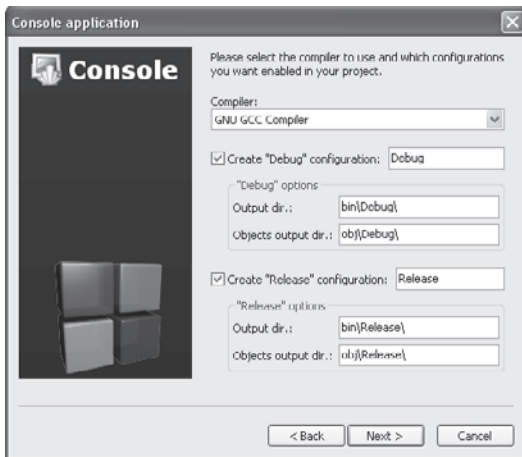 Console application
Console
Please select the compiler to use and which configurations
you want enabled in your project.
Compiler:
GNU GCC Compiler
Create "Debug" configuration: Debug
"Debug" options
Output dir.: bin\Debug\
Objects output dir.: obj\Debug\
Create "Release" configuration: Release
"Release" options
Output dir.: bin\Release\
Objects output dir.: obj\Release\
< Back Next > Cancel